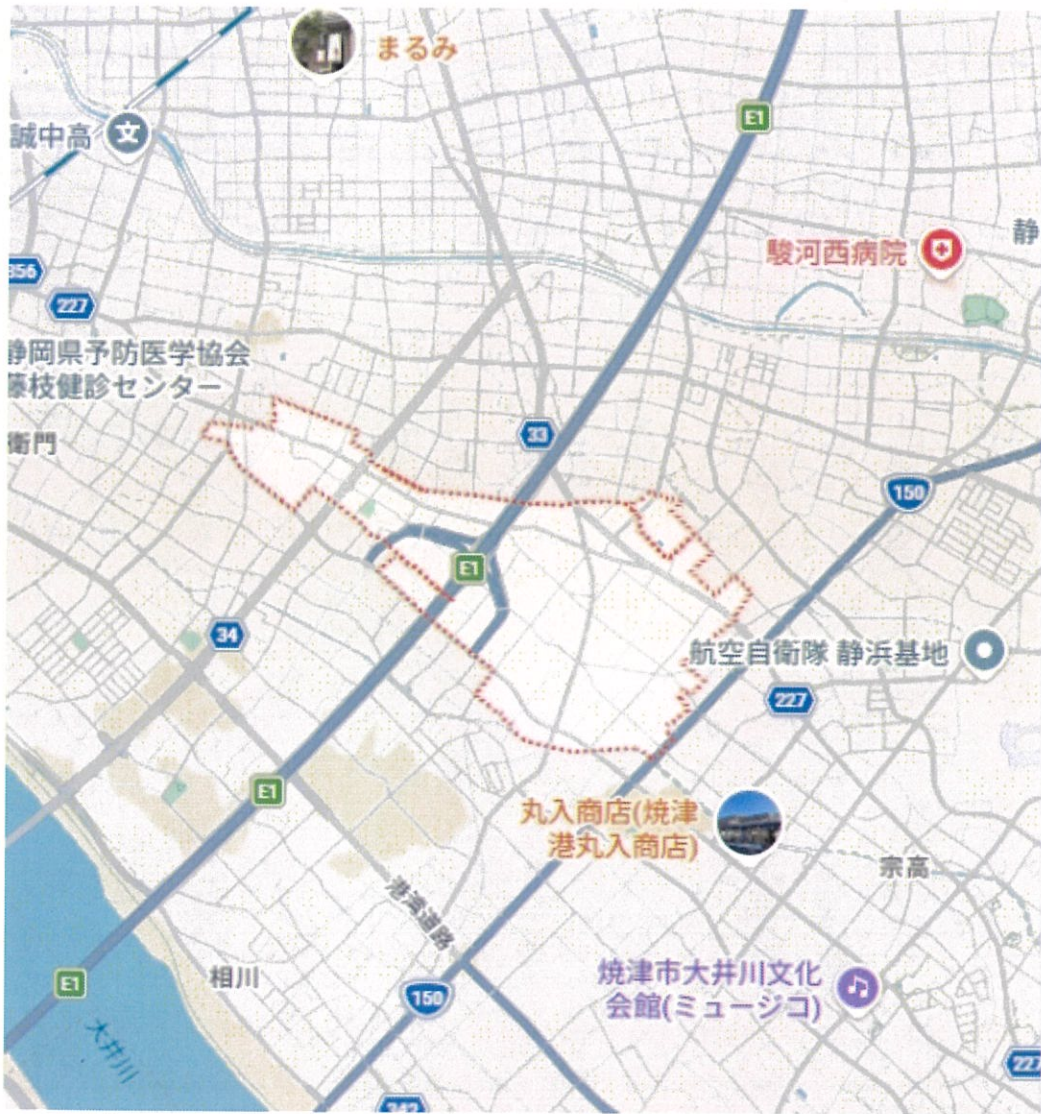 まるみ
誠中高
文
E1
駿河西病院
静
356
227
静岡県予防医学協会
藤枝健診センター
衛門
33
150
E1
34
航空自衛隊 静浜基地
227
E1
丸入商店(焼津
港丸入商店)
宗高
港湾道路
相川
焼津市大井川文化
会館(ミュージコ)
E1
150
大井川
227
342